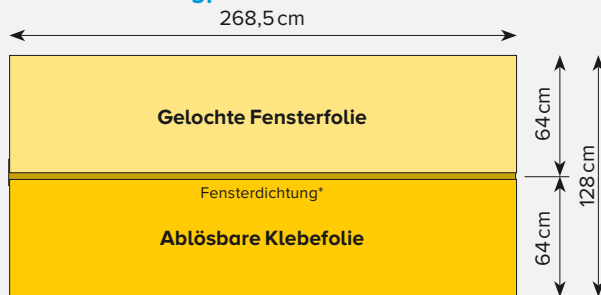 268,5 cm
Gelochte Fensterfolie
64 cm
128 cm
Fensterdichtung*
Ablösbare Klebefolie
64 cm